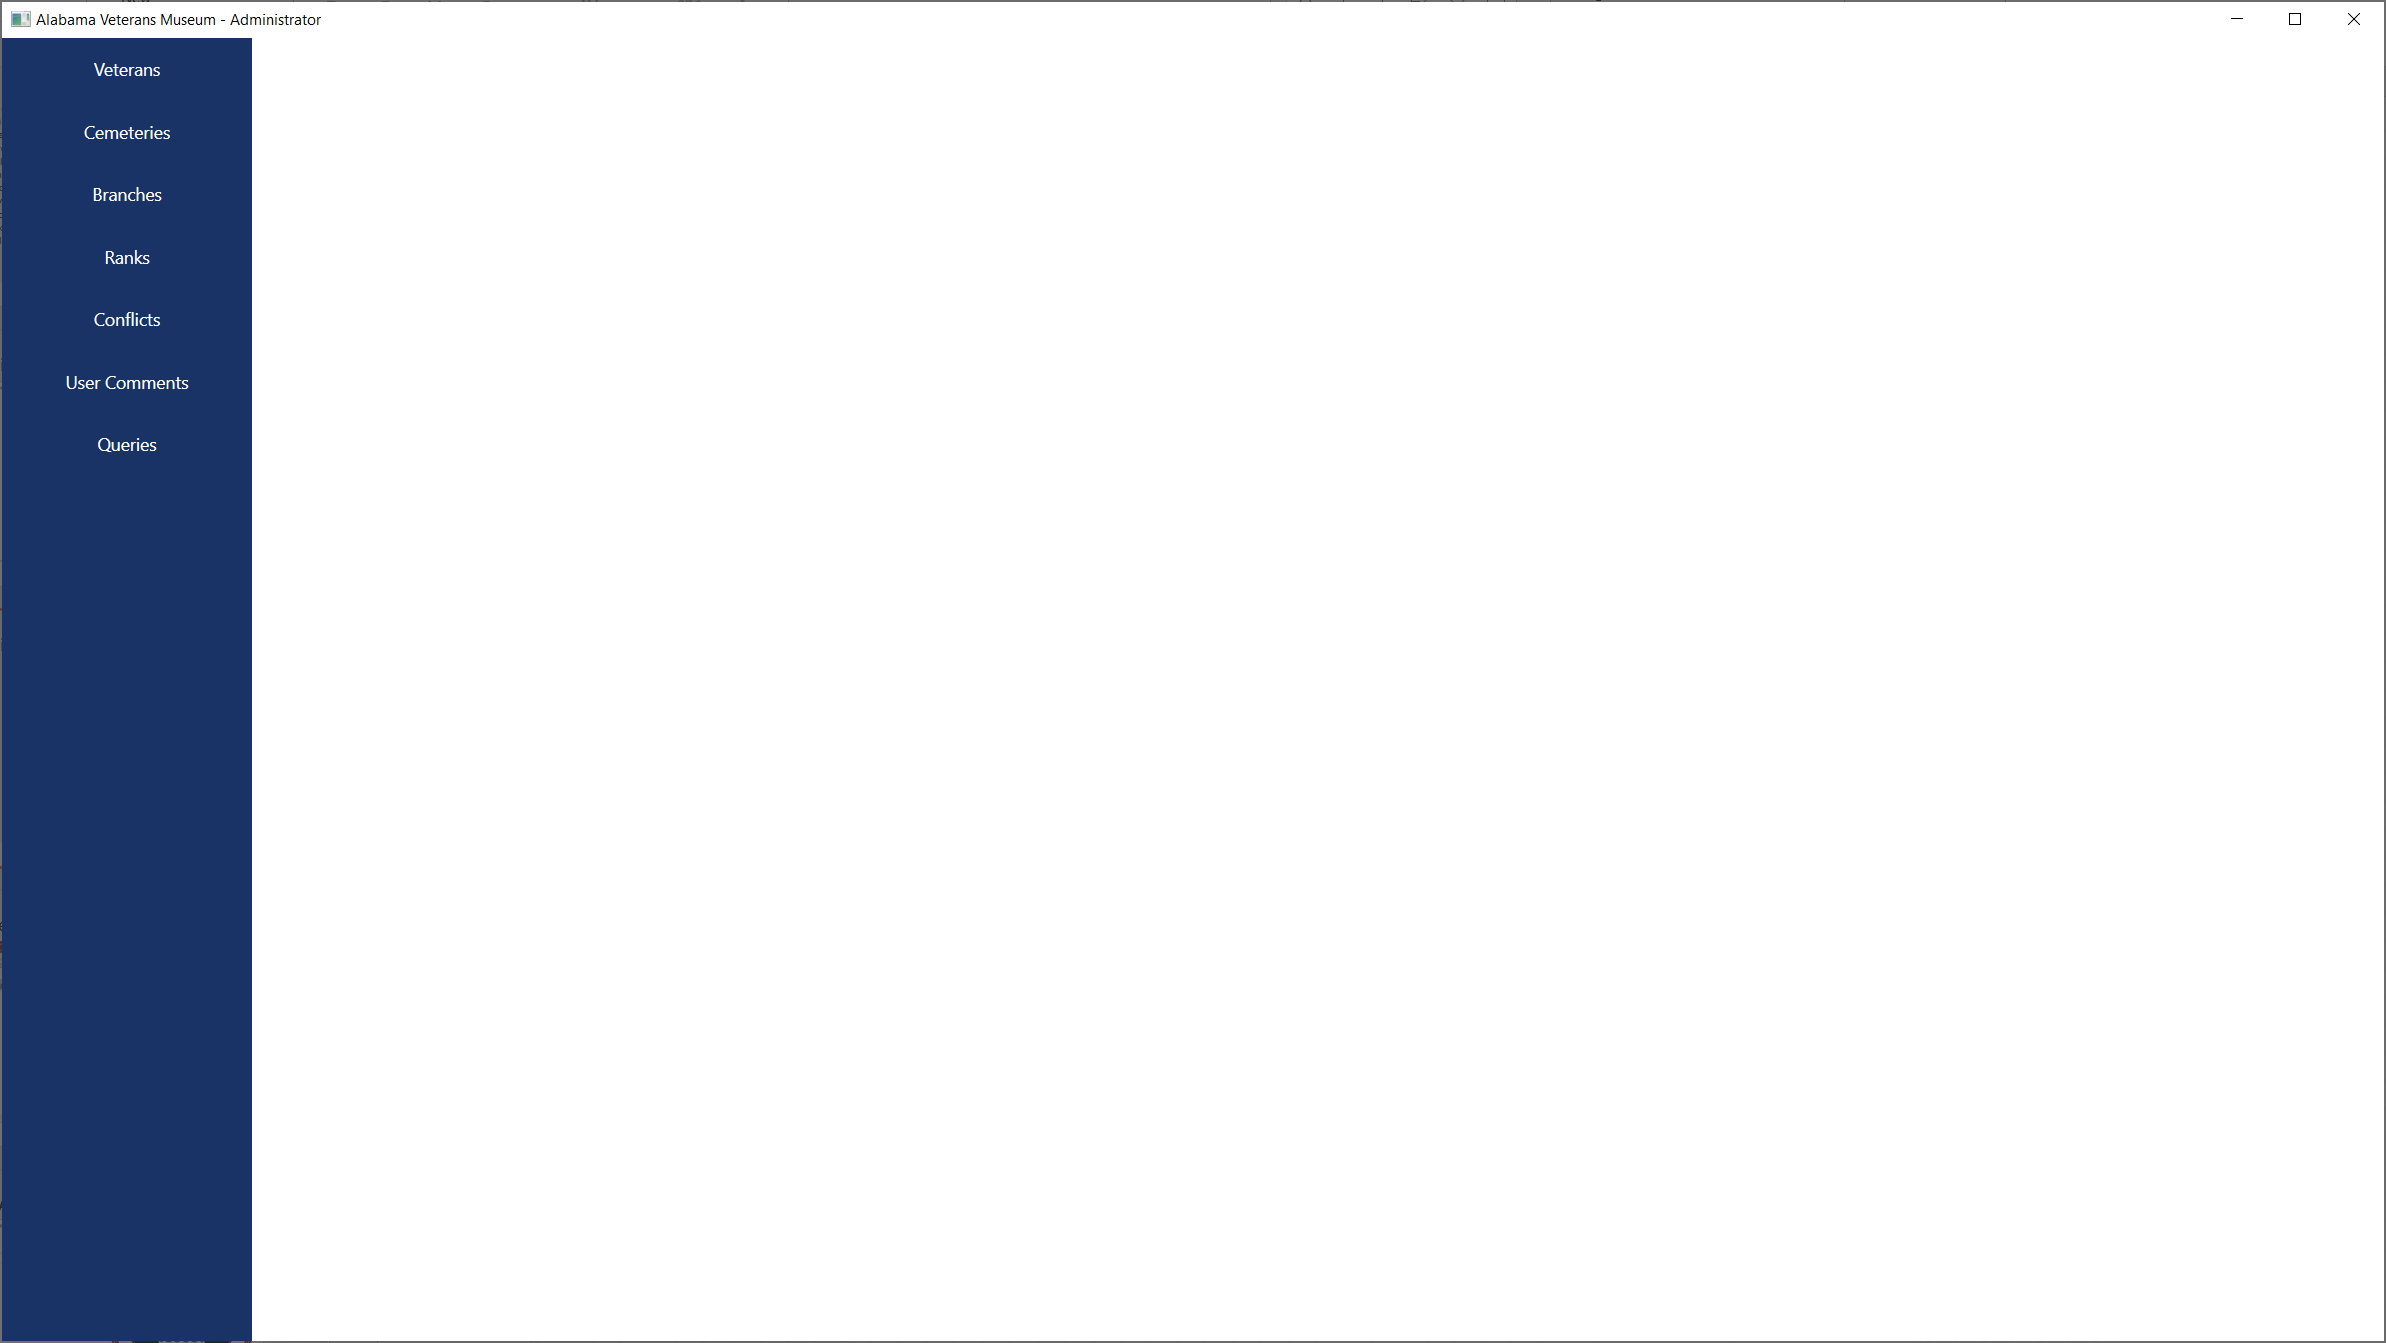 Alabama Veterans Museum - Administrator
Veterans
Cemeteries
Branches
Ranks
Conflicts
User Comments
Queries